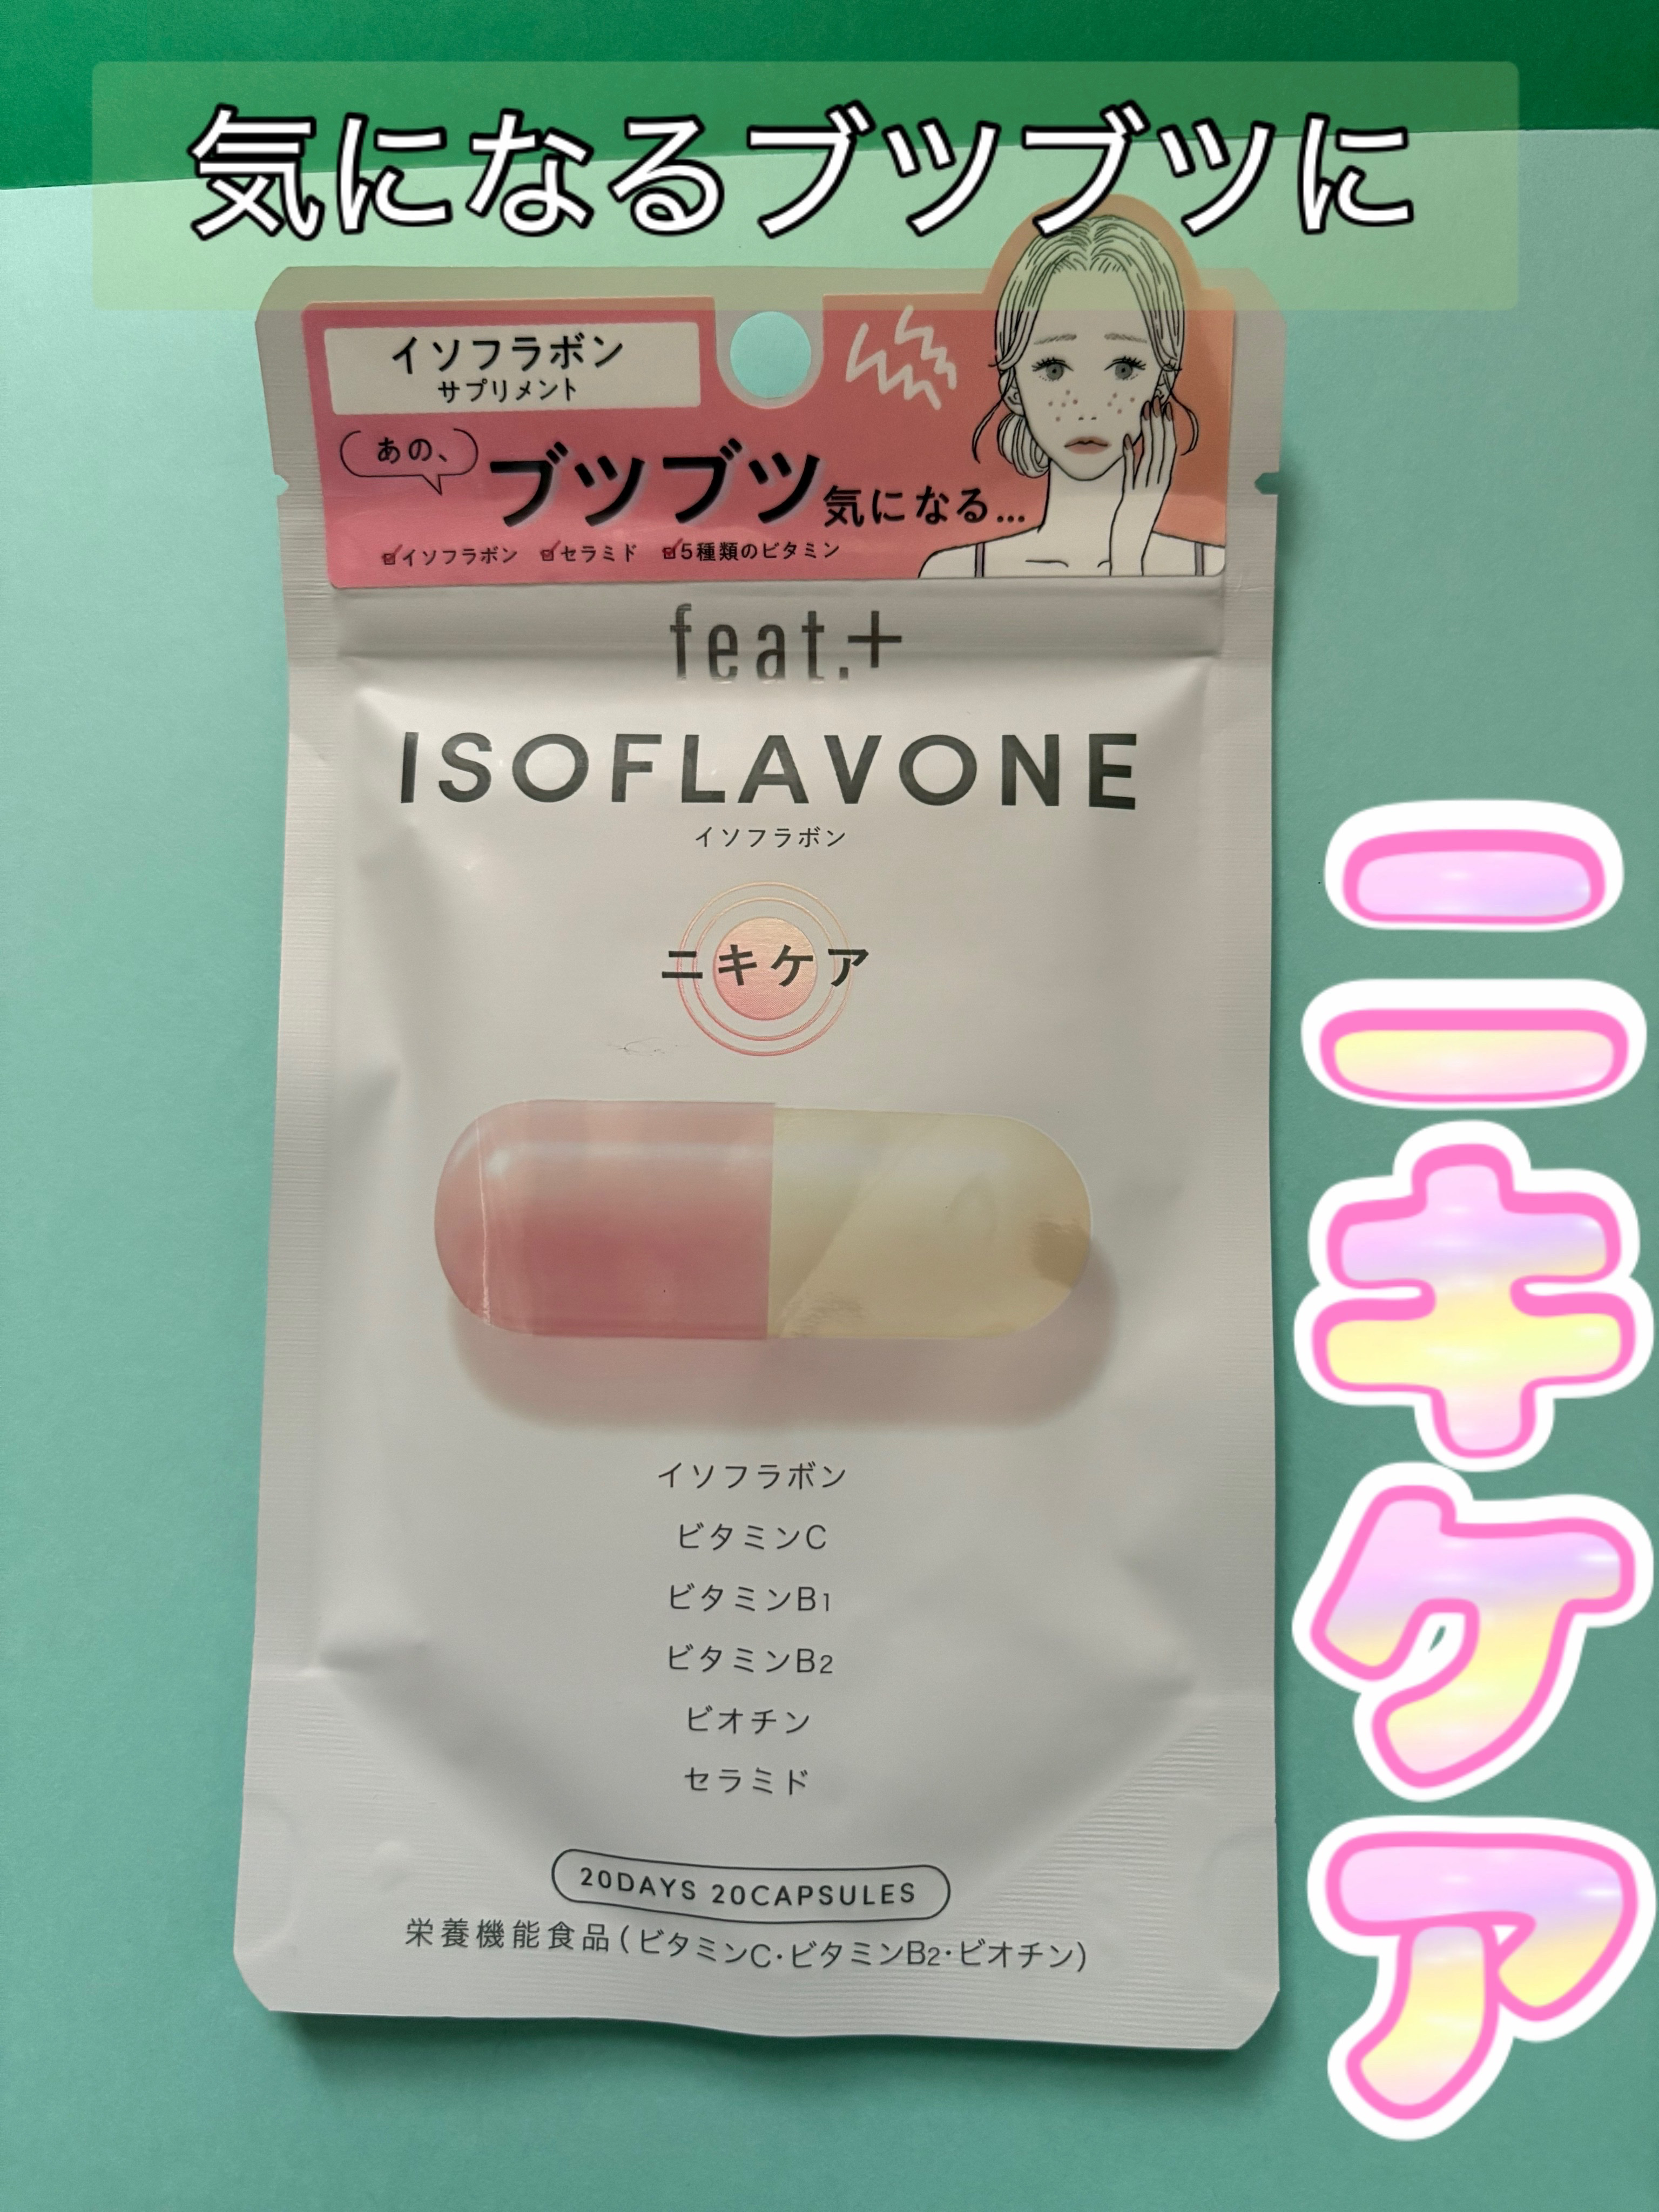 気になるブツブツに
イソフラボン
サプリメント
あの、
ブツブツ気になる...
イソフラボン セラミド 5種類のビタミン
feat.+
ISOFLAVONE
イソフラボン
ニキケア
イソフラボン
ビタミンC
ビタミンB1
ビタミンB2
ビオチン
セラミド
20DAYS 20CAPSULES
栄養機能食品(ビタミンC・ビタミンB2・ビオチン)
ニキケア